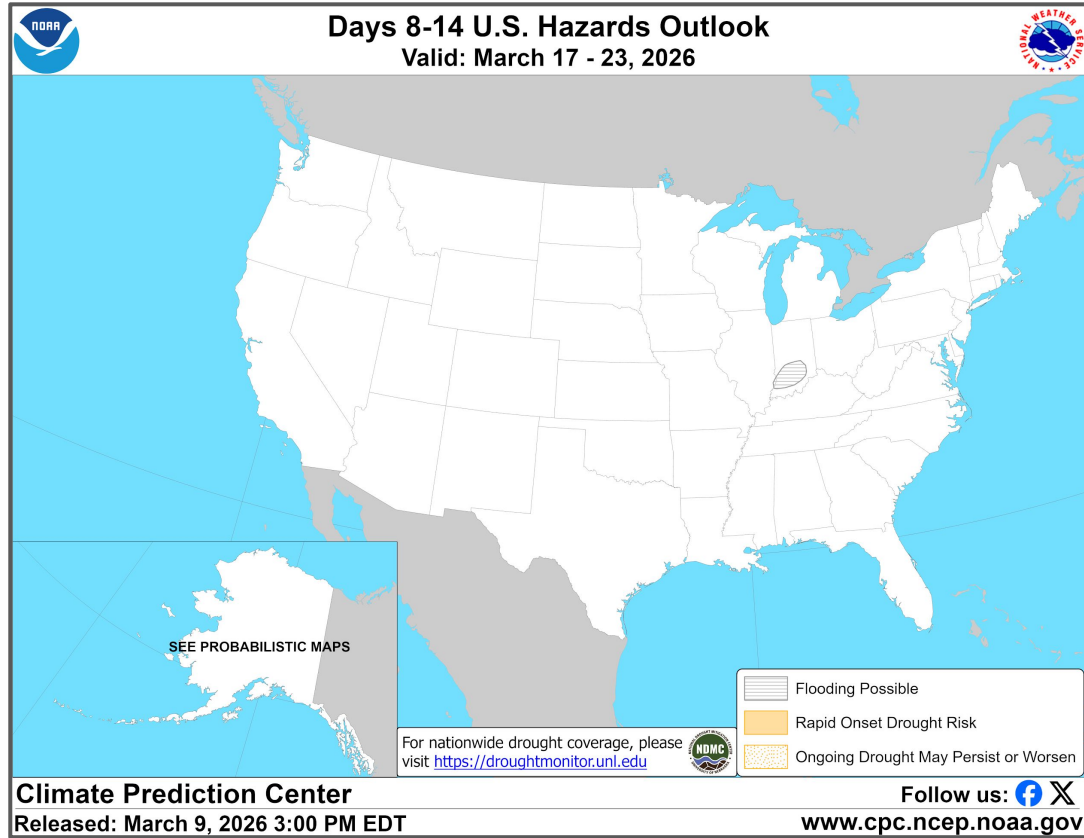 NOAA
Days 8-14 U.S. Hazards Outlook
Valid: March 17 - 23, 2026
NATIONAL WEATHER SERVICE
SEE PROBABILISTIC MAPS
For nationwide drought coverage, please
visit https://droughtmonitor.unl.edu
NDMC
Flooding Possible
Rapid Onset Drought Risk
Ongoing Drought May Persist or Worsen
Climate Prediction Center
Released: March 9, 2026 3:00 PM EDT
Follow us:
www.cpc.ncep.noaa.gov